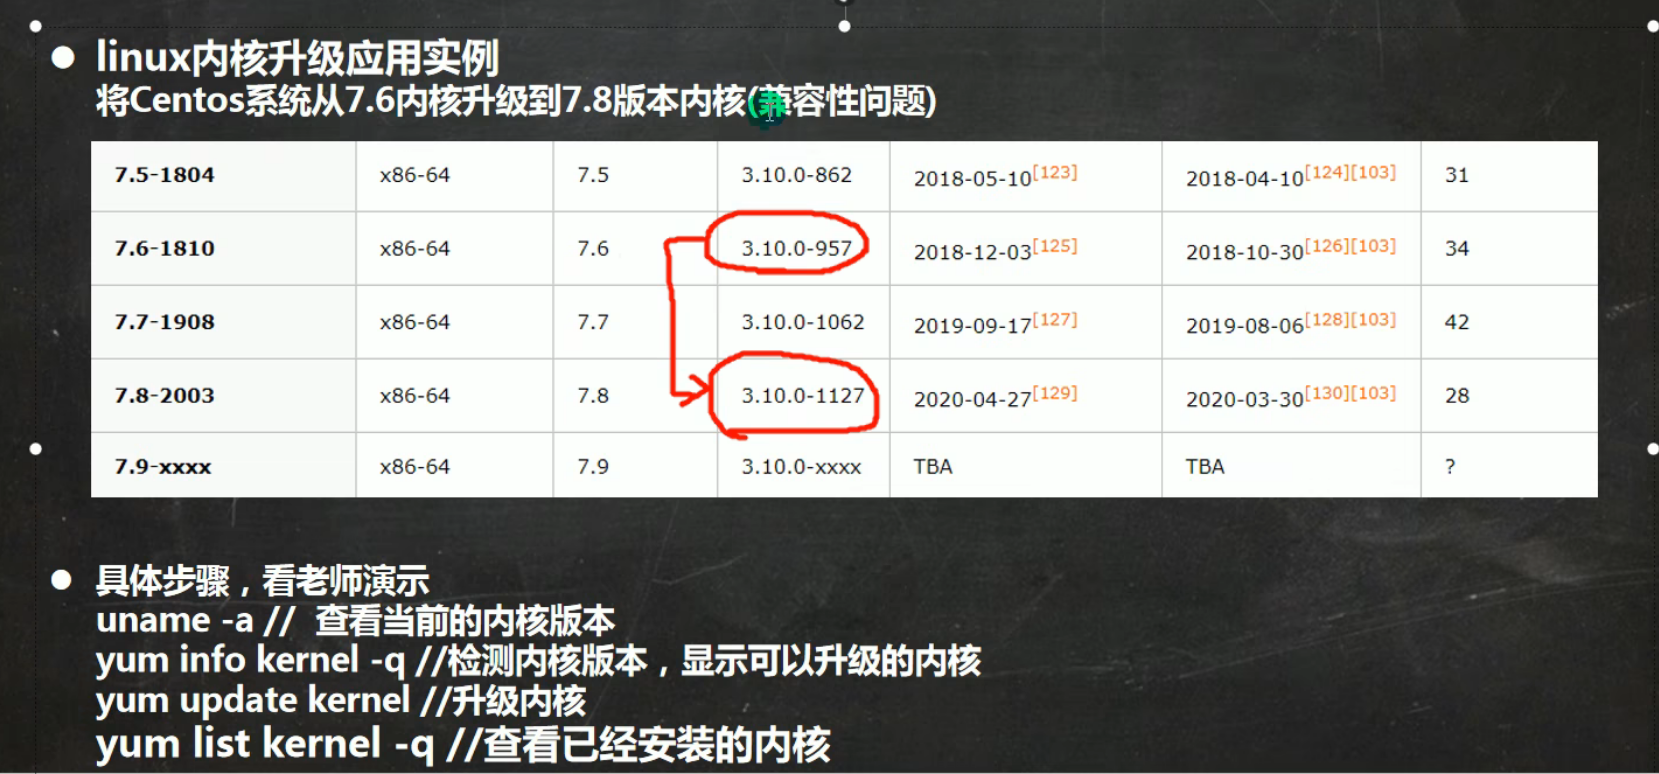 linux内核升级应用实例
将Centos系统从7.6内核升级到7.8版本内核(兼容性问题)
7.5-1804 x86-64 7.5 3.10.0-862 2018-05-10[123] 2018-04-10[124][103] 31
7.6-1810 x86-64 7.6 3.10.0-957 2018-12-03[125] 2018-10-30[126][103] 34
7.7-1908 x86-64 7.7 3.10.0-1062 2019-09-17[127] 2019-08-06[128][103] 42
7.8-2003 x86-64 7.8 3.10.0-1127 2020-04-27[129] 2020-03-30[130][103] 28
7.9-xxxx x86-64 7.9 3.10.0-xxxx TBA TBA ?
具体步骤，看老师演示
uname -a // 查看当前的内核版本
yum info kernel -q //检测内核版本，显示可以升级的内核
yum update kernel //升级内核
yum list kernel -q //查看已经安装的内核